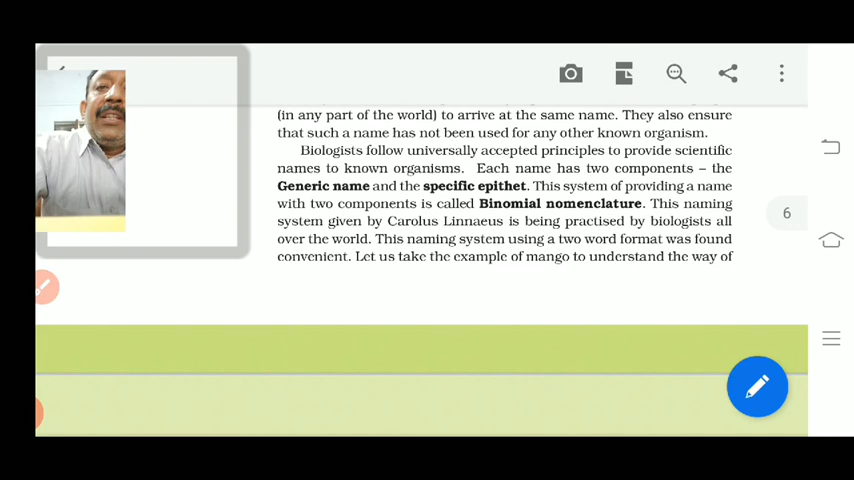 (in any part of the world) to arrive at the same name. They also ensure
that such a name has not been used for any other known organism.
Biologists follow universally accepted principles to provide scientific
names to known organisms. Each name has two components – the
Generic name and the specific epithet. This system of providing a name
with two components is called Binomial nomenclature. This naming
system given by Carolus Linnaeus is being practised by biologists all
over the world. This naming system using a two word format was found
convenient. Let us take the example of mango to understand the way of
6